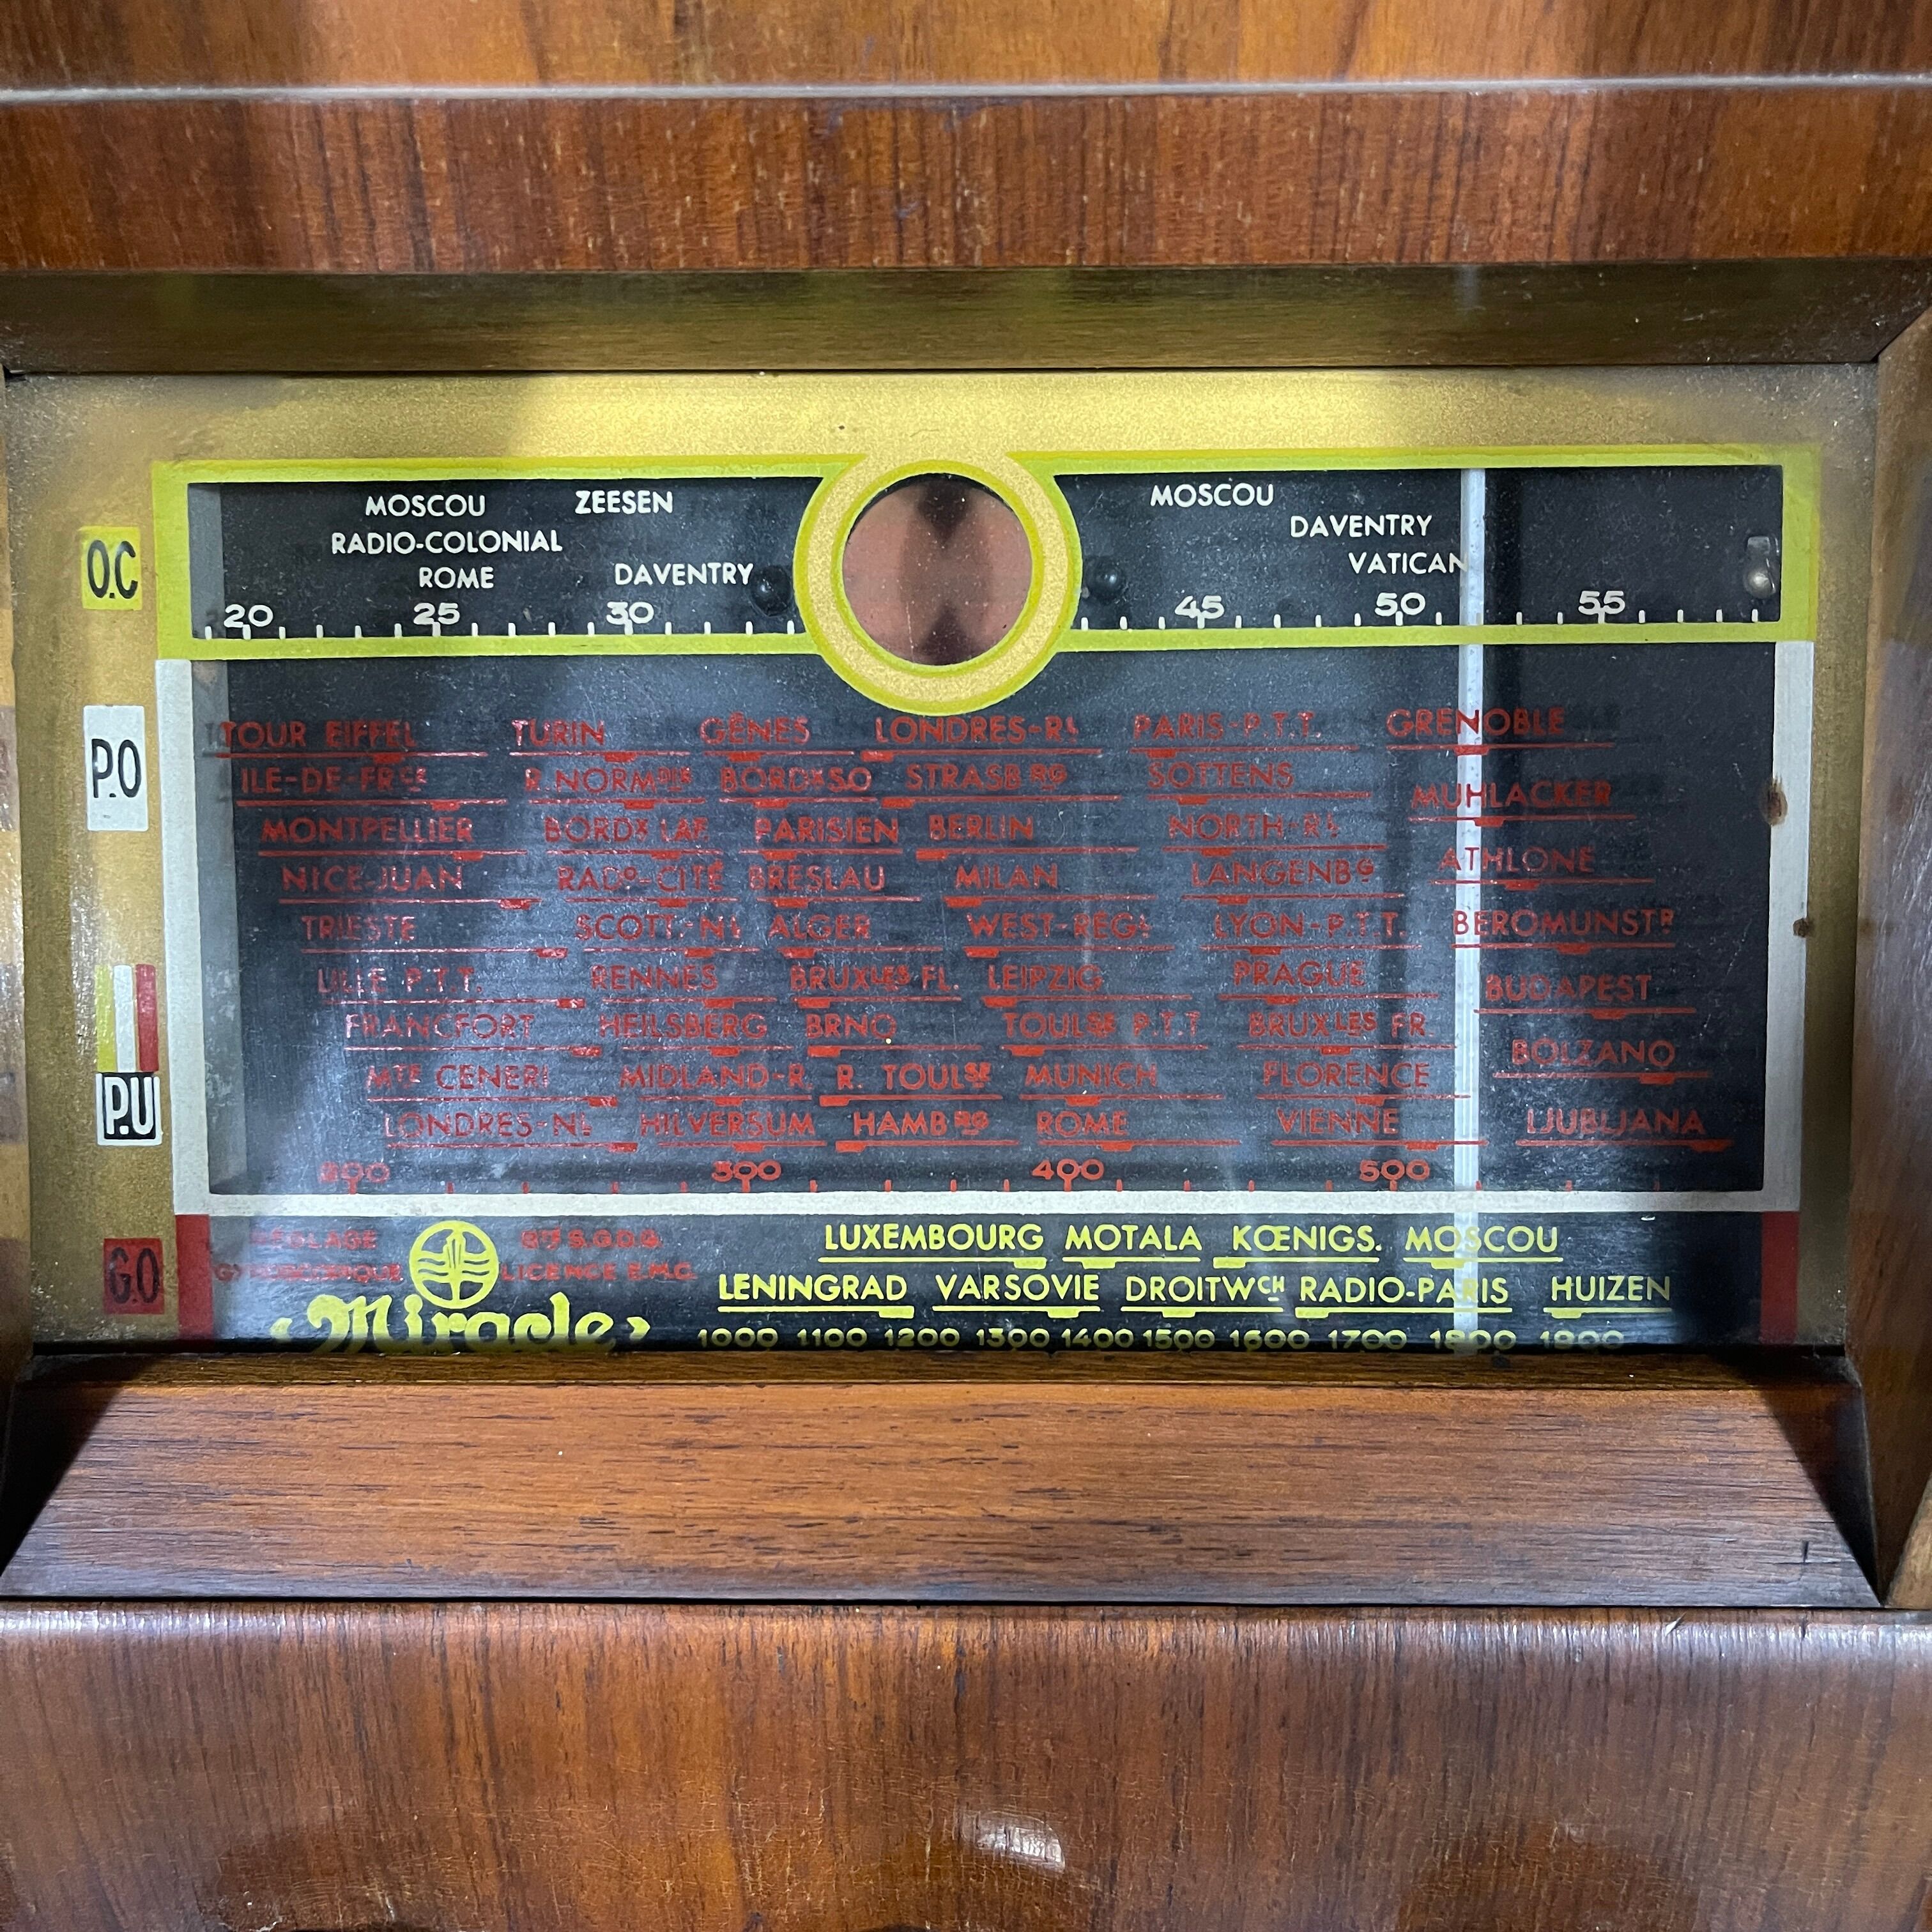 MOSCOU ZEESEN MOSCOU
DAVENTRY
RADIO-COLONIAL
VATICAN
ROME DAVENTRY
O.C
20 25 30 45 50 55
TOUR EIFFEL TURIN GÊNES LONDRES-RL PARIS-P.T.T. GRENOBLE
P.O
ILE-DE-FRCE R.NORMDIE BORDXSO STRASBRG SOTTENS
MUHLACKER
MONTPELLIER BORDX LAF. PARISIEN BERLIN NORTH-RL
ATHLONE
NICE-JUAN RADO-CITÉ BRESLAU MILAN LANGENBG
TRIESTE SCOTT.-NL ALGER WEST-REGL LYON-P.T.T. BEROMUNSTR
LILLE P.T.T. RENNES BRUXLES FL. LEIPZIG PRAGUE
BUDAPEST
FRANCFORT HEILSBERG BRNO TOULSE P.T.T BRUXLES FR.
BOLZANO
MTE CENERI MIDLAND-R. R. TOULSE MUNICH FLORENCE
P.U
LONDRES-NL HILVERSUM HAMBRG ROME VIENNE LJUBLJANA
200 300 400 500
RÉGLAGE BTÉ S.G.D.G. LUXEMBOURG MOTALA KŒNIGS. MOSCOU
G.O
LICENCE E.M.C. LENINGRAD VARSOVIE DROITWCH RADIO-PARIS HUIZEN
Miracle 1000 1100 1200 1300 1400 1500 1600 1700 1800 1900